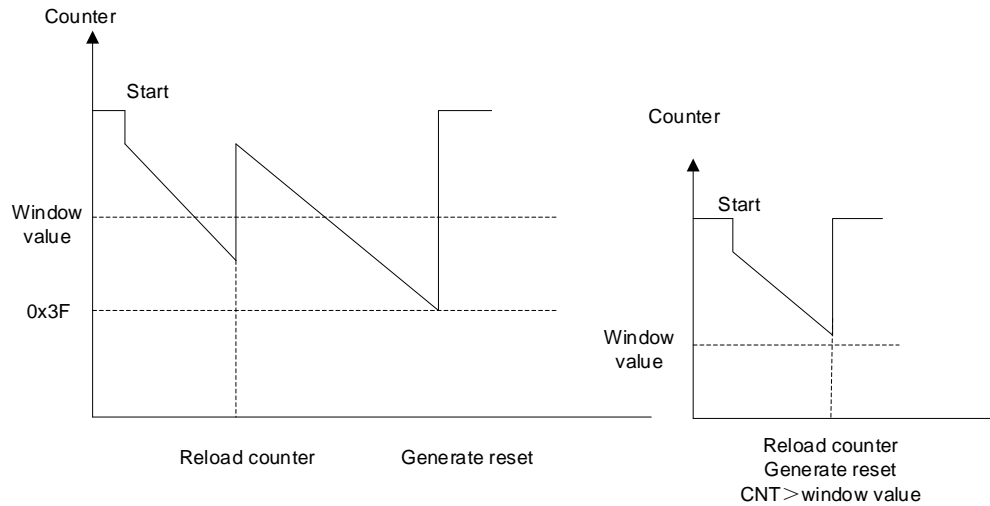 Counter
Start
Window
value
0x3F
Reload counter
Generate reset
Counter
Start
Window
value
Reload counter
Generate reset
CNT＞window value